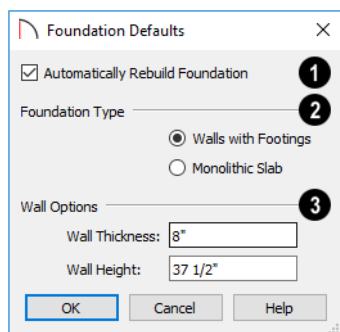 Foundation Defaults
Automatically Rebuild Foundation 1
Foundation Type 2
Walls with Footings
Monolithic Slab
Wall Options 3
Wall Thickness: 8"
Wall Height: 37 1/2"
OK Cancel Help